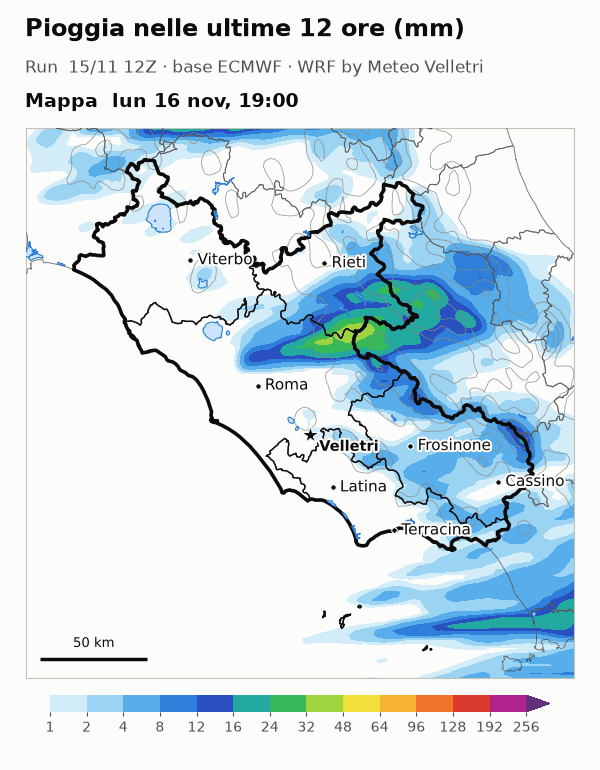 Pioggia nelle ultime 12 ore (mm)
Run  15/11 12Z · base ECMWF · WRF by Meteo Velletri
Mappa  lun 16 nov, 19:00
Viterbo
Rieti
Roma
Velletri
Frosinone
Latina
Cassino
Terracina
50 km
1 2 4 8 12 16 24 32 48 64 96 128 192 256